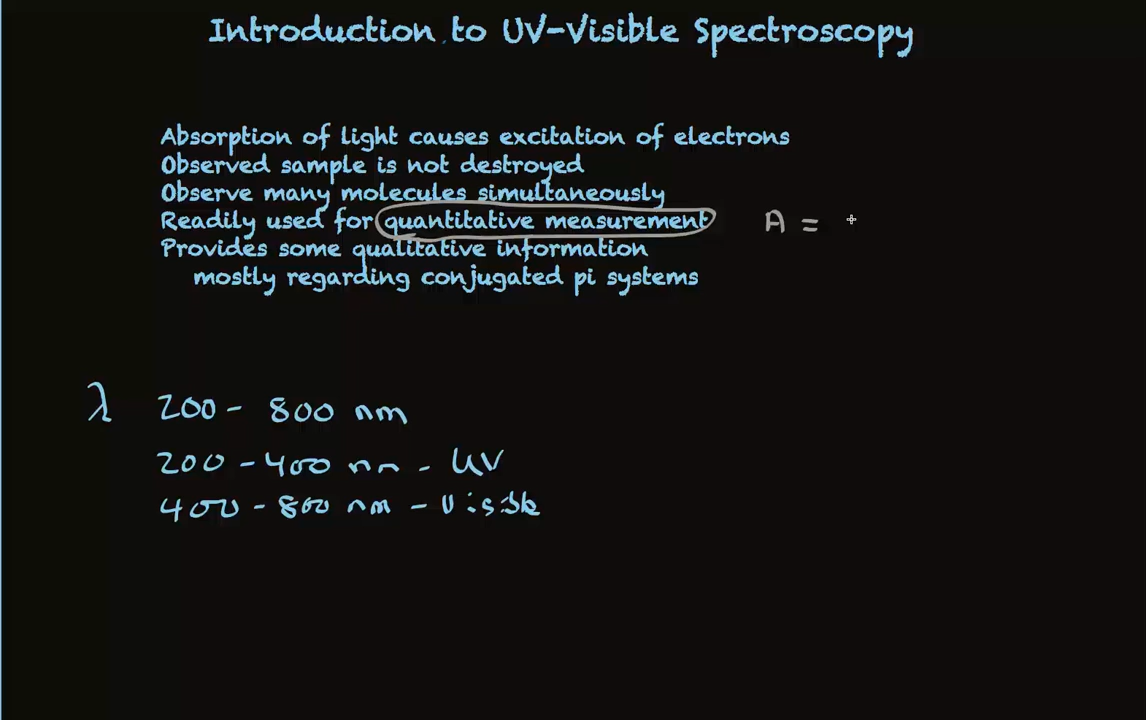 Introduction to UV-Visible Spectroscopy
Absorption of light causes excitation of electrons
Observed sample is not destroyed
Observe many molecules simultaneously
Readily used for quantitative measurement A =
Provides some qualitative information
mostly regarding conjugated pi systems
λ 200 - 800 nm
200 - 400 nm - UV
400 - 800 nm - Visible